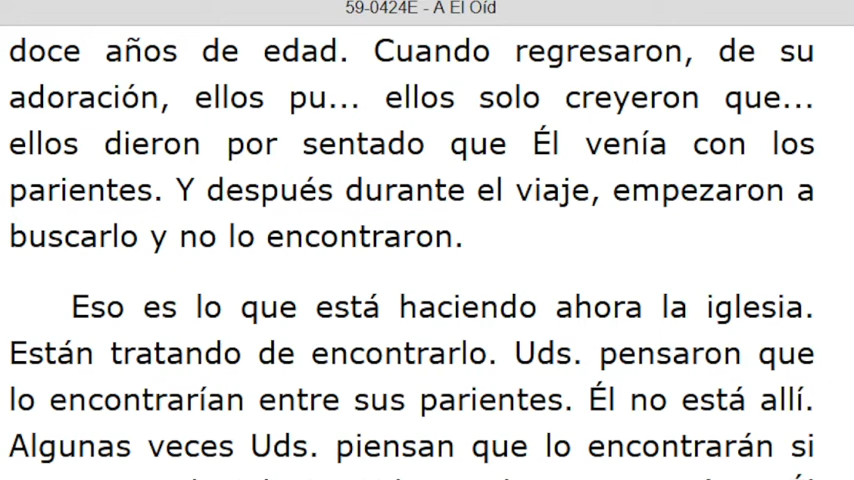 59-0424E - A El Oíd
doce años de edad. Cuando regresaron, de su
adoración, ellos pu... ellos solo creyeron que...
ellos dieron por sentado que Él venía con los
parientes. Y después durante el viaje, empezaron a
buscarlo y no lo encontraron.
Eso es lo que está haciendo ahora la iglesia.
Están tratando de encontrarlo. Uds. pensaron que
lo encontrarían entre sus parientes. Él no está allí.
Algunas veces Uds. piensan que lo encontrarán si